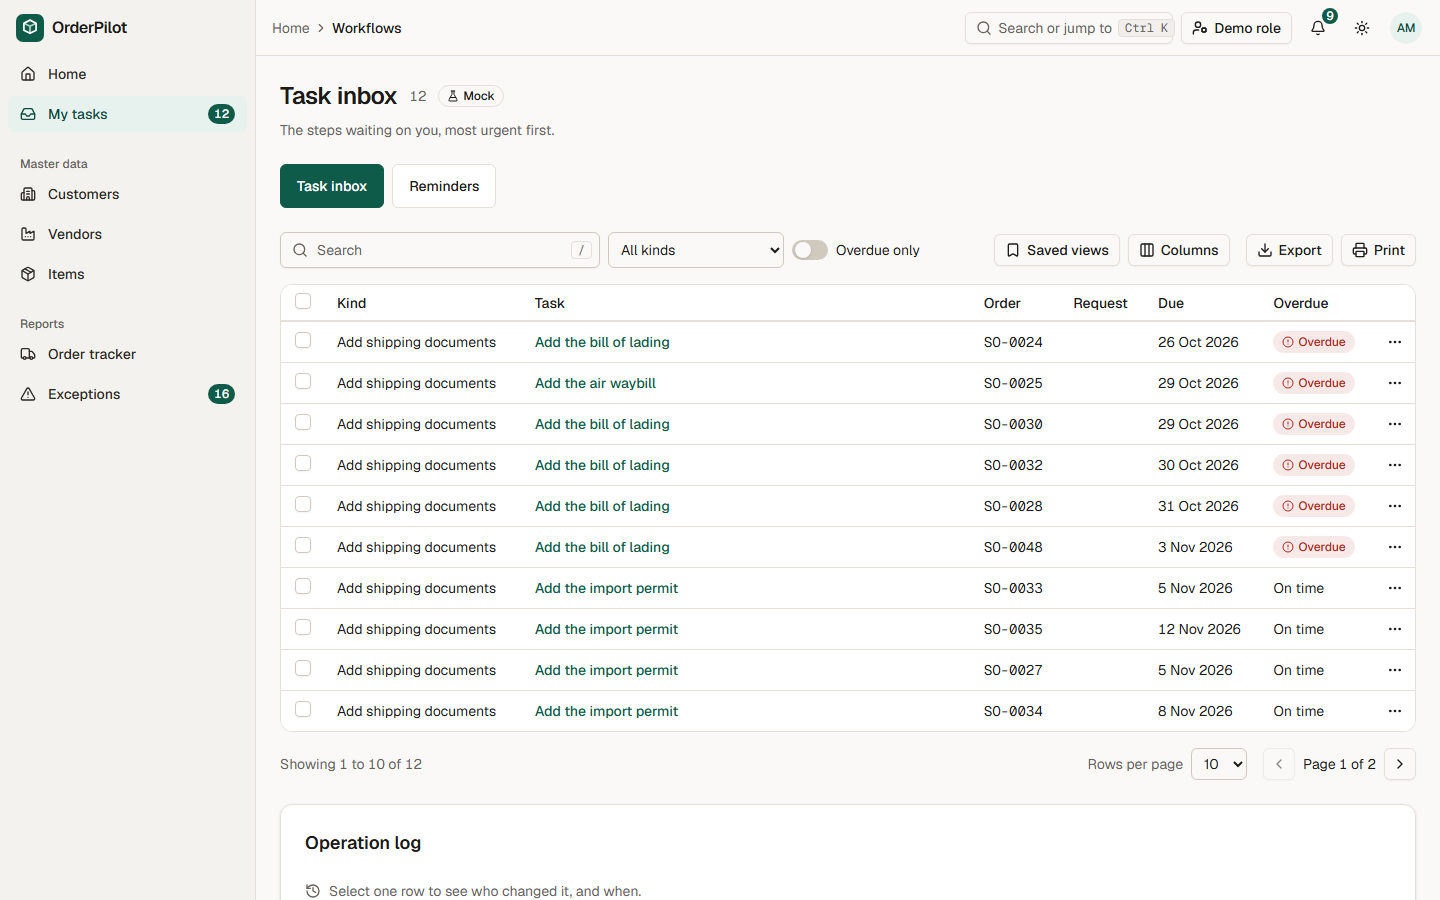 OrderPilot
Home
My tasks 12
Master data
Customers
Vendors
Items
Reports
Order tracker
Exceptions 16
Home > Workflows
Search or jump to Ctrl K
Demo role
9
AM
Task inbox 12 Mock
The steps waiting on you, most urgent first.
Task inbox Reminders
Search / All kinds Overdue only Saved views Columns Export Print
Kind Task Order Request Due Overdue
Add shipping documents Add the bill of lading SO-0024 26 Oct 2026 Overdue
Add shipping documents Add the air waybill SO-0025 29 Oct 2026 Overdue
Add shipping documents Add the bill of lading SO-0030 29 Oct 2026 Overdue
Add shipping documents Add the bill of lading SO-0032 30 Oct 2026 Overdue
Add shipping documents Add the bill of lading SO-0028 31 Oct 2026 Overdue
Add shipping documents Add the bill of lading SO-0048 3 Nov 2026 Overdue
Add shipping documents Add the import permit SO-0033 5 Nov 2026 On time
Add shipping documents Add the import permit SO-0035 12 Nov 2026 On time
Add shipping documents Add the import permit SO-0027 5 Nov 2026 On time
Add shipping documents Add the import permit SO-0034 8 Nov 2026 On time
Showing 1 to 10 of 12 Rows per page 10 Page 1 of 2
Operation log
Select one row to see who changed it, and when.